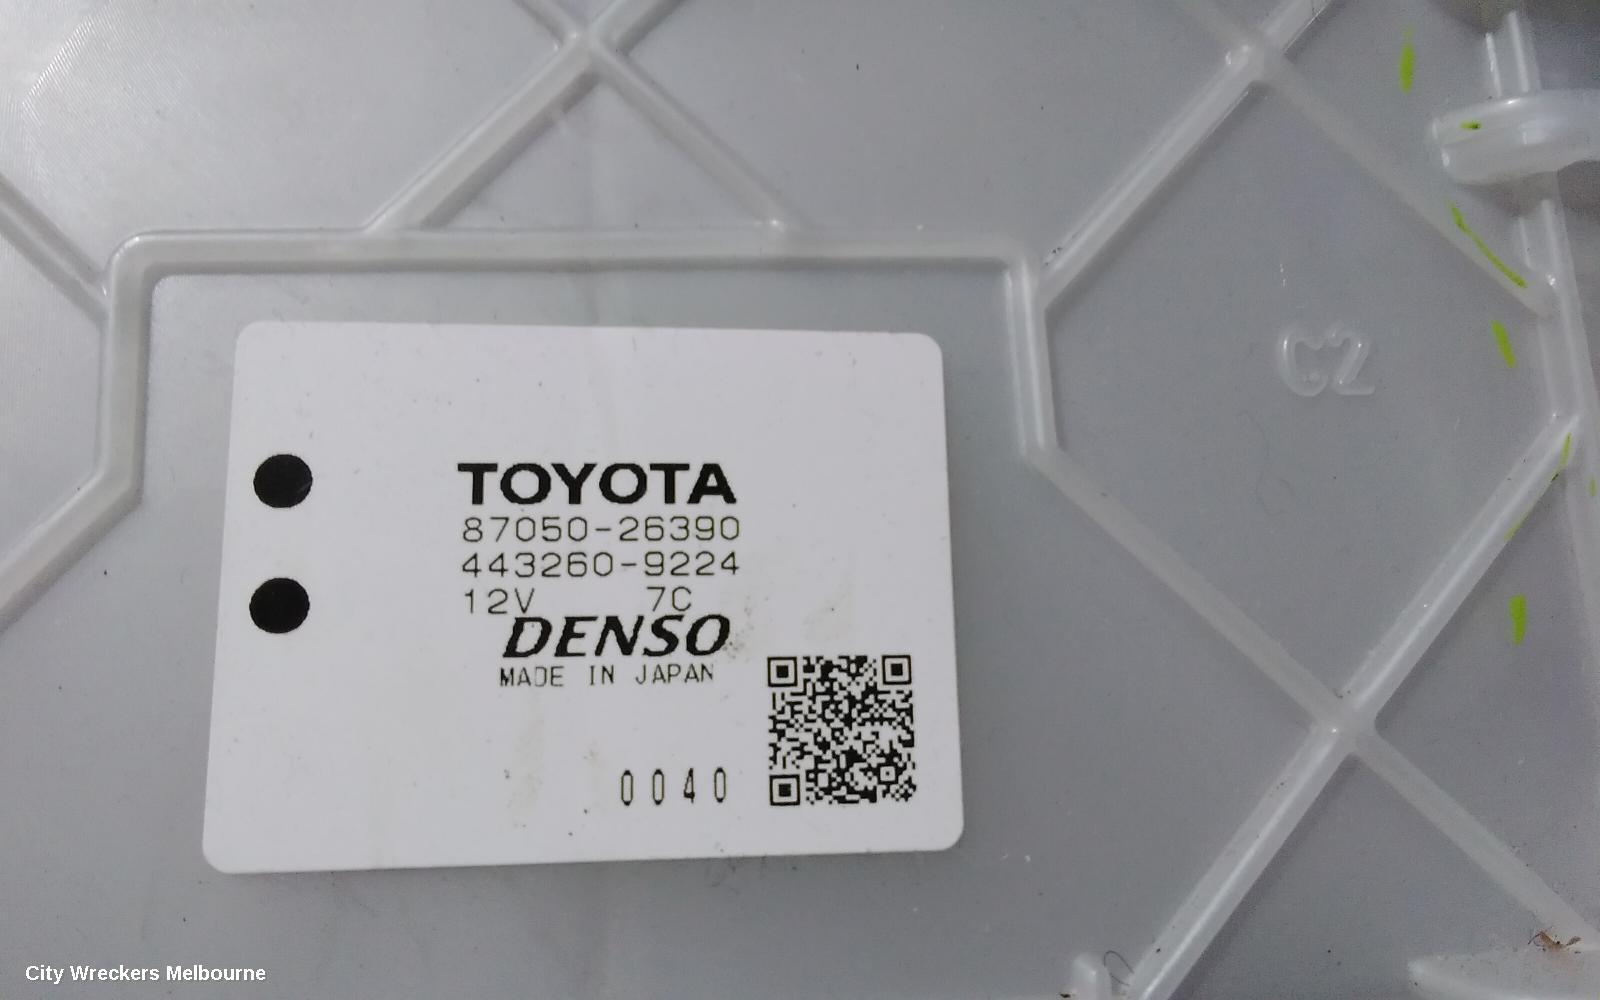 C2
TOYOTA
87050-26390
443260-9224
12V 7C
DENSO
MADE IN JAPAN
0040
City Wreckers Melbourne